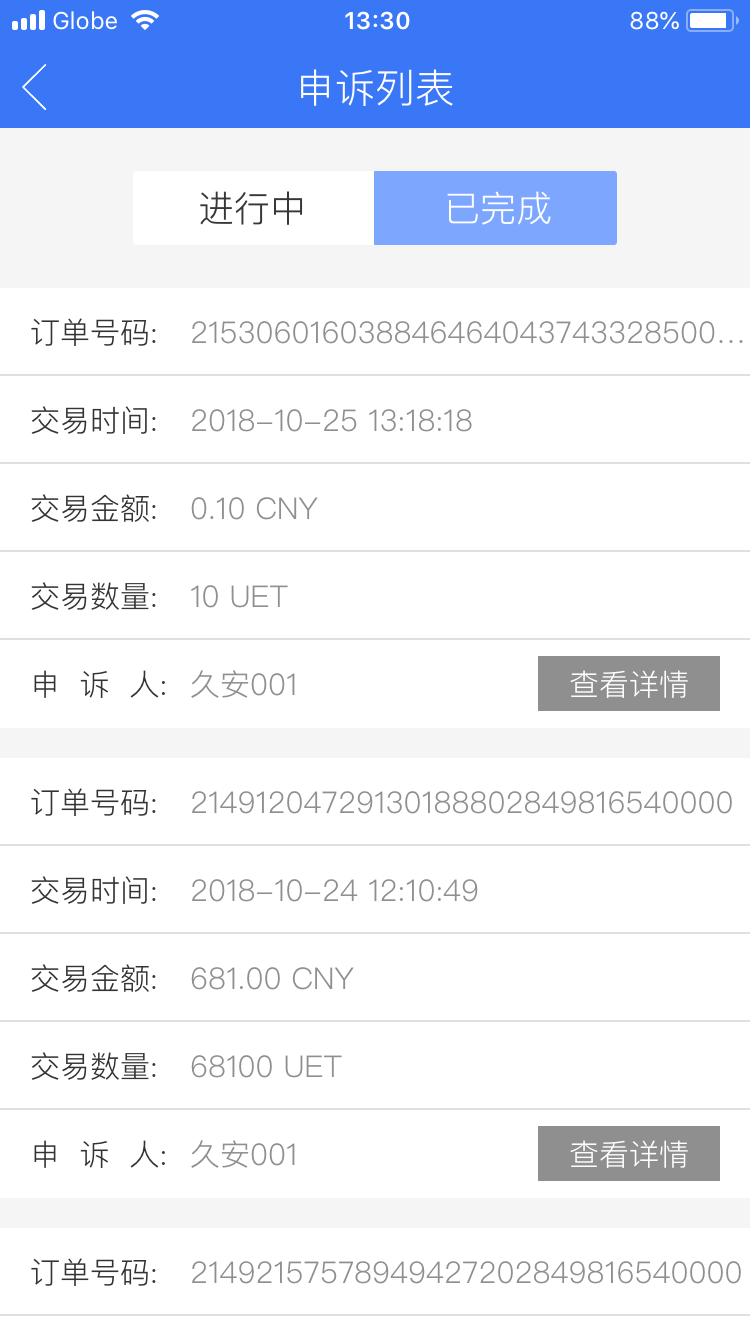 Globe 13:30 88%
申诉列表
进行中 已完成
订单号码: 215306016038846464043743328500...
交易时间: 2018-10-25 13:18:18
交易金额: 0.10 CNY
交易数量: 10 UET
申 诉 人: 久安001 查看详情
订单号码: 214912047291301888028498​16540000
交易时间: 2018-10-24 12:10:49
交易金额: 681.00 CNY
交易数量: 68100 UET
申 诉 人: 久安001 查看详情
订单号码: 21492157578949427202849816540000